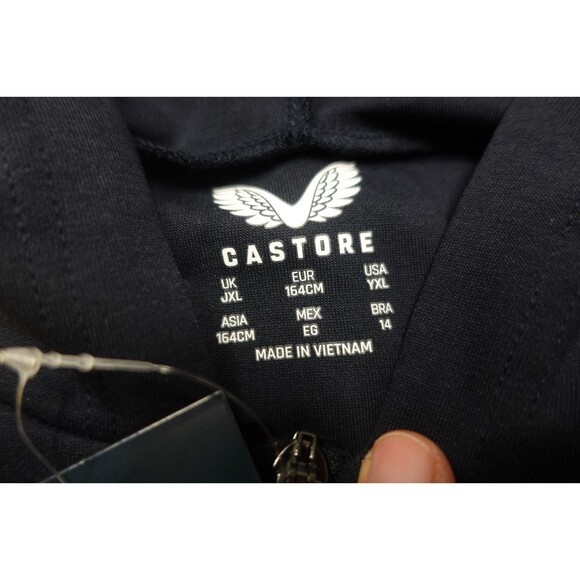 CASTORE
UK EUR USA
JXL 164CM YXL
ASIA MEX BRA
164CM EG 14
MADE IN VIETNAM